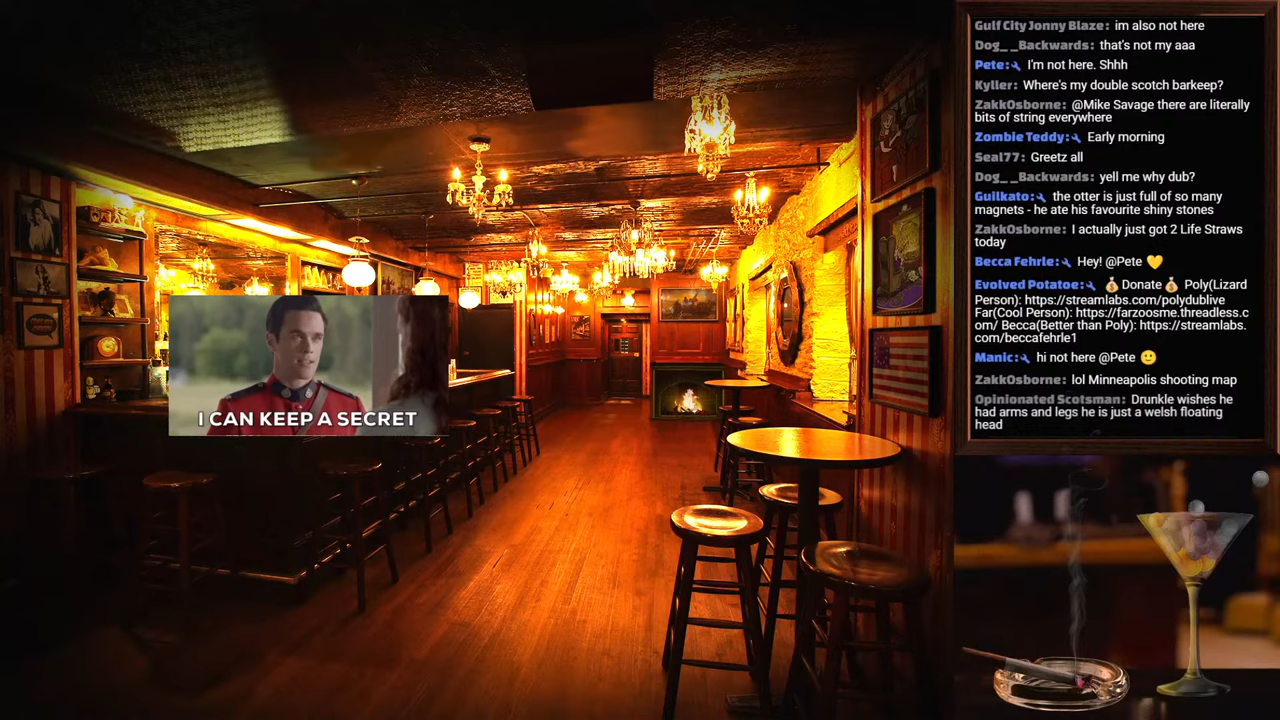 Gulf City Jonny Blaze: im also not here
Dog_ _Backwards: that's not my aaa
Pete: I'm not here. Shhh
Kyller: Where's my double scotch barkeep?
ZakkOsborne: @Mike Savage there are literally
bits of string everywhere
Zombie Teddy: Early morning
Seal77: Greetz all
Dog_ _Backwards: yell me why dub?
Guilkato: the otter is just full of so many
magnets - he ate his favourite shiny stones
ZakkOsborne: I actually just got 2 Life Straws
today
Becca Fehrle: Hey! @Pete 💛
Evolved Potatoe: 💰Donate💰 Poly(Lizard
Person): https://streamlabs.com/polydublive
Far(Cool Person): https://farzoosme.threadless.c
om/ Becca(Better than Poly): https://streamlabs.
com/beccafehrle1
Manic: hi not here @Pete 🙂
ZakkOsborne: lol Minneapolis shooting map
Opinionated Scotsman: Drunkle wishes he
had arms and legs he is just a welsh floating
head
I CAN KEEP A SECRET